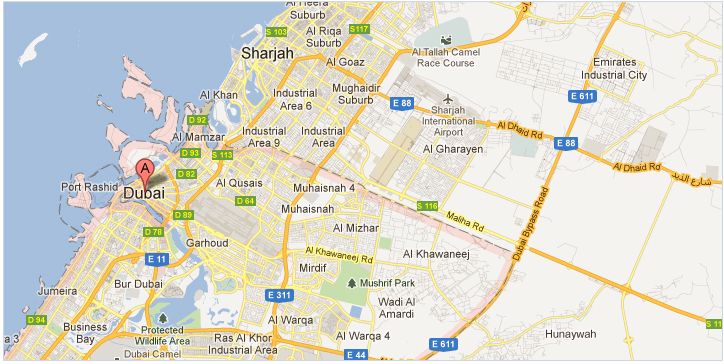 Al Heera
Suburb
S 103
Al Riqa
Suburb
S117
Sharjah
Al Goaz
Al Tallah Camel
Race Course
Emirates
Industrial City
Mughaidir
Suburb
Al Khan
Industrial
Area 6
E 88
E 611
Sharjah
International
Airport
D 92
Al Mamzar
Industrial
Area 9
Industrial
Area
Al Dhaid Rd
E 88
Al Gharayen
D 93
S 113
A
D 82
Al Dhaid Rd
شارع الذيد
Port Rashid
Dubai
Al Qusais
Muhaisnah 4
D 64
Muhaisnah
S 116
Maliha Rd
D 89
D 78
Al Mizhar
Dubai Bypass Road
Garhoud
E 11
Al Khawaneej Rd
Al Khawaneej
Mirdif
Bur Dubai
Mushrif Park
Jumeira
E 311
Wadi Al
Amardi
D 94
a 3
Business
Bay
Protected
Wildlife Area
Al Warqa
S 11
Ras Al Khor
Industrial Area
Al Warqa 4
E 611
Hunaywah
Dubai Camel
E 44